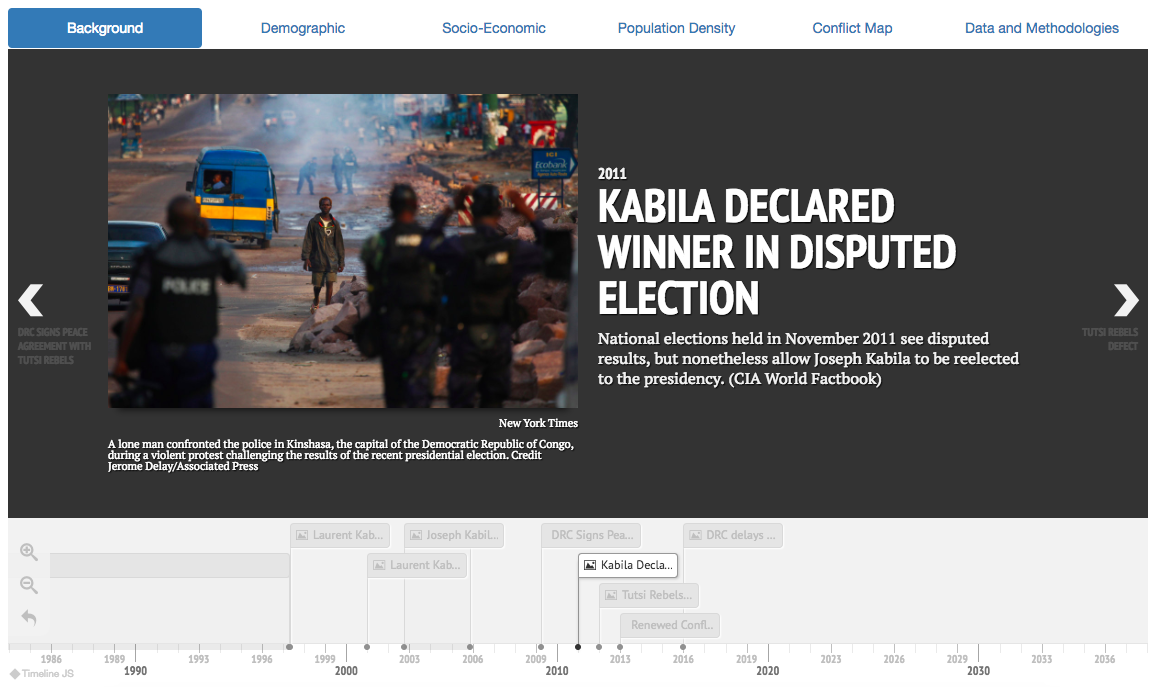 Background
Demographic
Socio-Economic
Population Density
Conflict Map
Data and Methodologies
Ecobank
POLICE
2011
KABILA DECLARED
WINNER IN DISPUTED
ELECTION
National elections held in November 2011 see disputed
results, but nonetheless allow Joseph Kabila to be reelected
to the presidency. (CIA World Factbook)
DRC SIGNS PEACE
AGREEMENT WITH
TUTSI REBELS
TUTSI REBELS
DEFECT
New York Times
A lone man confronted the police in Kinshasa, the capital of the Democratic Republic of Congo,
during a violent protest challenging the results of the recent presidential election. Credit
Jerome Delay/Associated Press
Laurent Kab...
Joseph Kabil...
DRC Signs Pea...
DRC delays ...
Laurent Kab...
Kabila Decla...
Tutsi Rebels...
Renewed Confl..
1986 1989 1993 1996 1999 2003 2006 2009 2013 2016 2019 2023 2026 2029 2033 2036
1990 2000 2010 2020 2030
Timeline JS